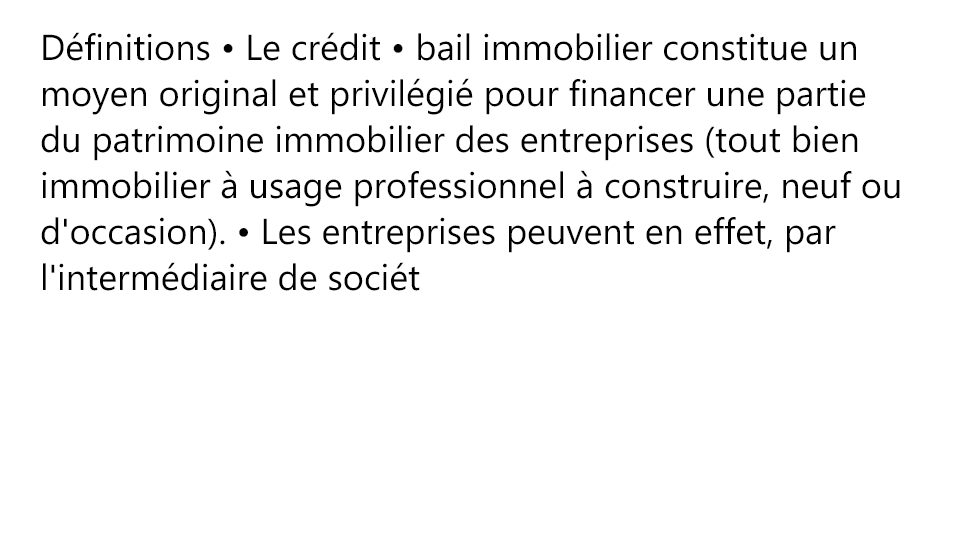 Définitions • Le crédit • bail immobilier constitue un
moyen original et privilégié pour financer une partie
du patrimoine immobilier des entreprises (tout bien
immobilier à usage professionnel à construire, neuf ou
d'occasion). • Les entreprises peuvent en effet, par
l'intermédiaire de sociét